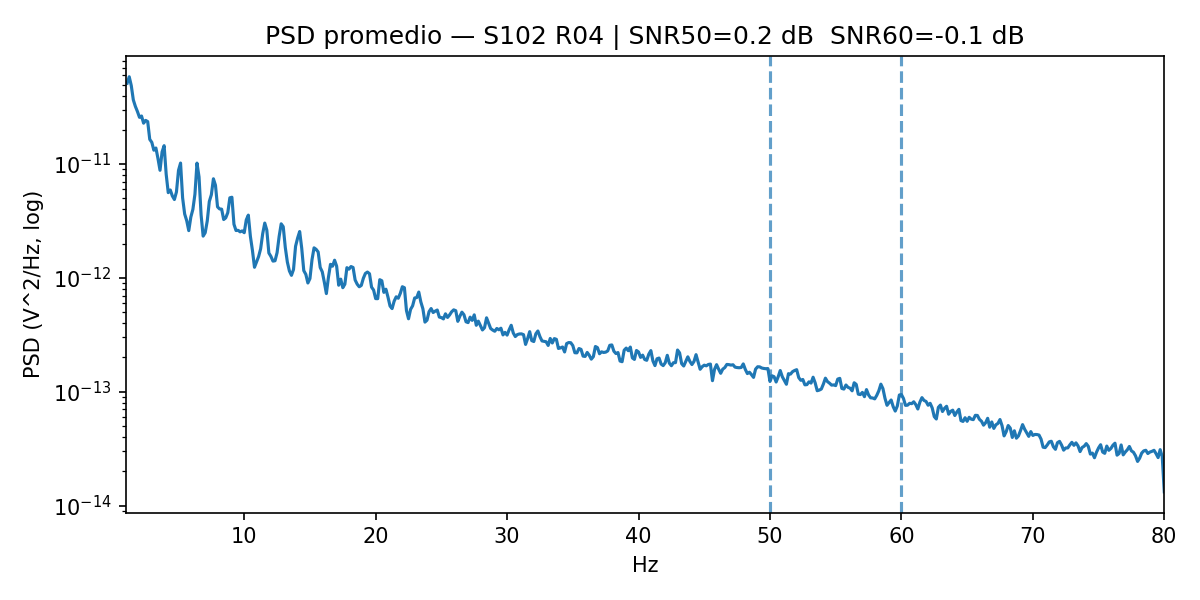 PSD promedio — S102 R04 | SNR50=0.2 dB  SNR60=-0.1 dB
PSD (V^2/Hz, log)
10⁻¹¹
10⁻¹²
10⁻¹³
10⁻¹⁴
10 20 30 40 50 60 70 80
Hz